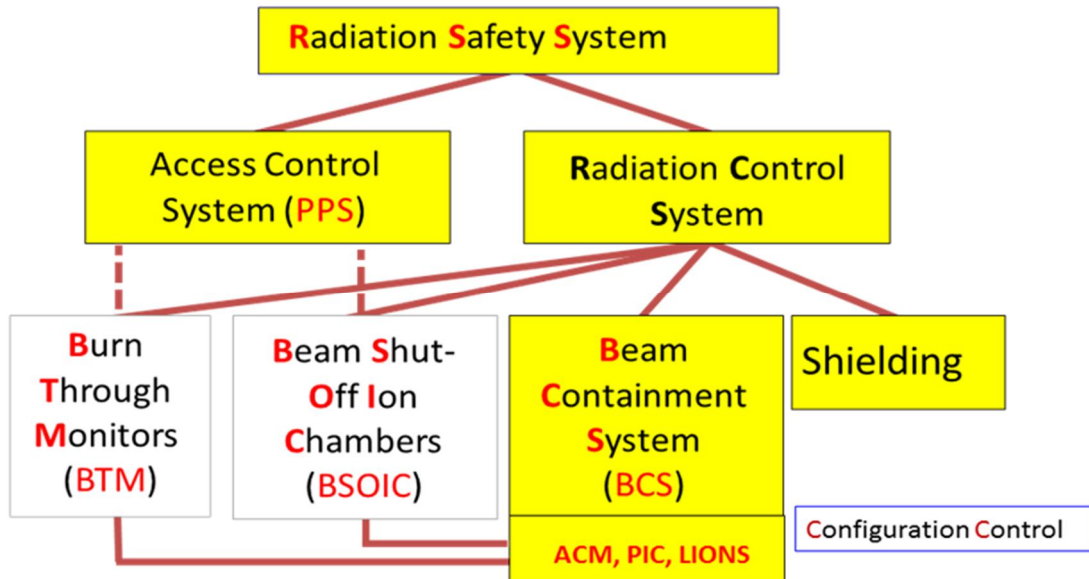 Radiation Safety System
Access Control
System (PPS)
Radiation Control
System
Burn
Through
Monitors
(BTM)
Beam Shut-
Off Ion
Chambers
(BSOIC)
Beam
Containment
System
(BCS)
Shielding
ACM, PIC, LIONS
Configuration Control